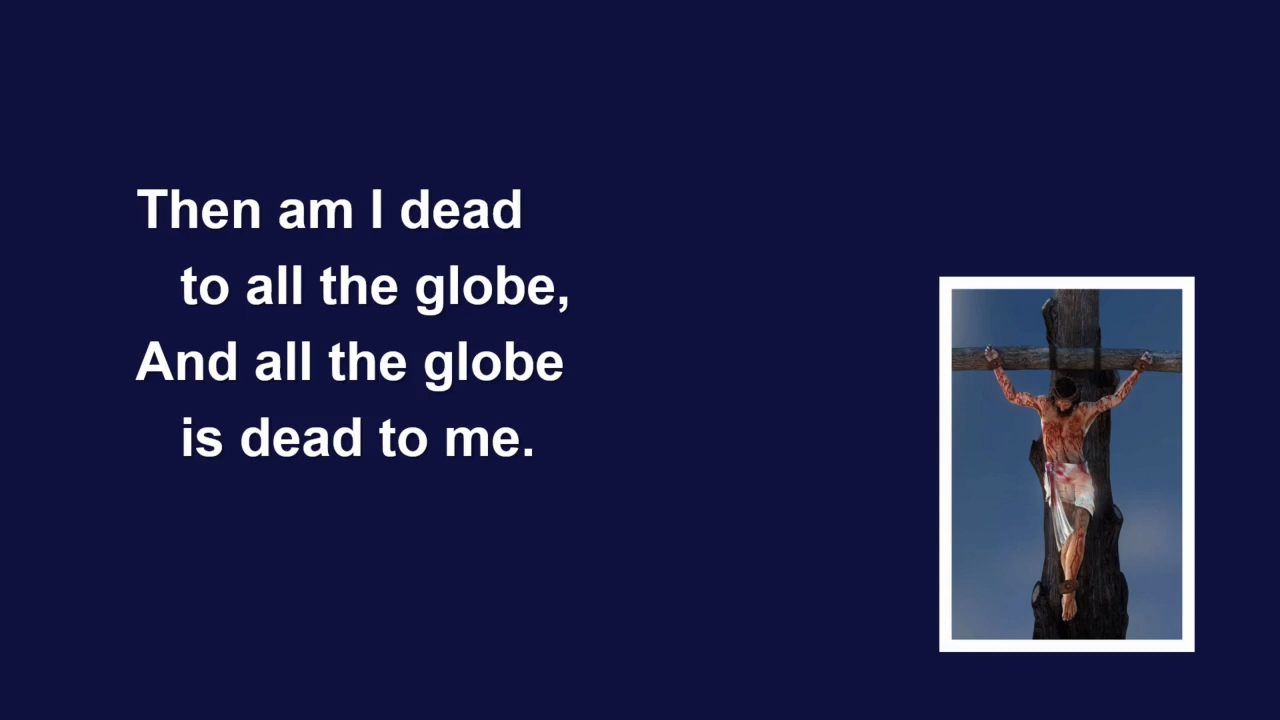 Then am I dead
to all the globe,
And all the globe
is dead to me.